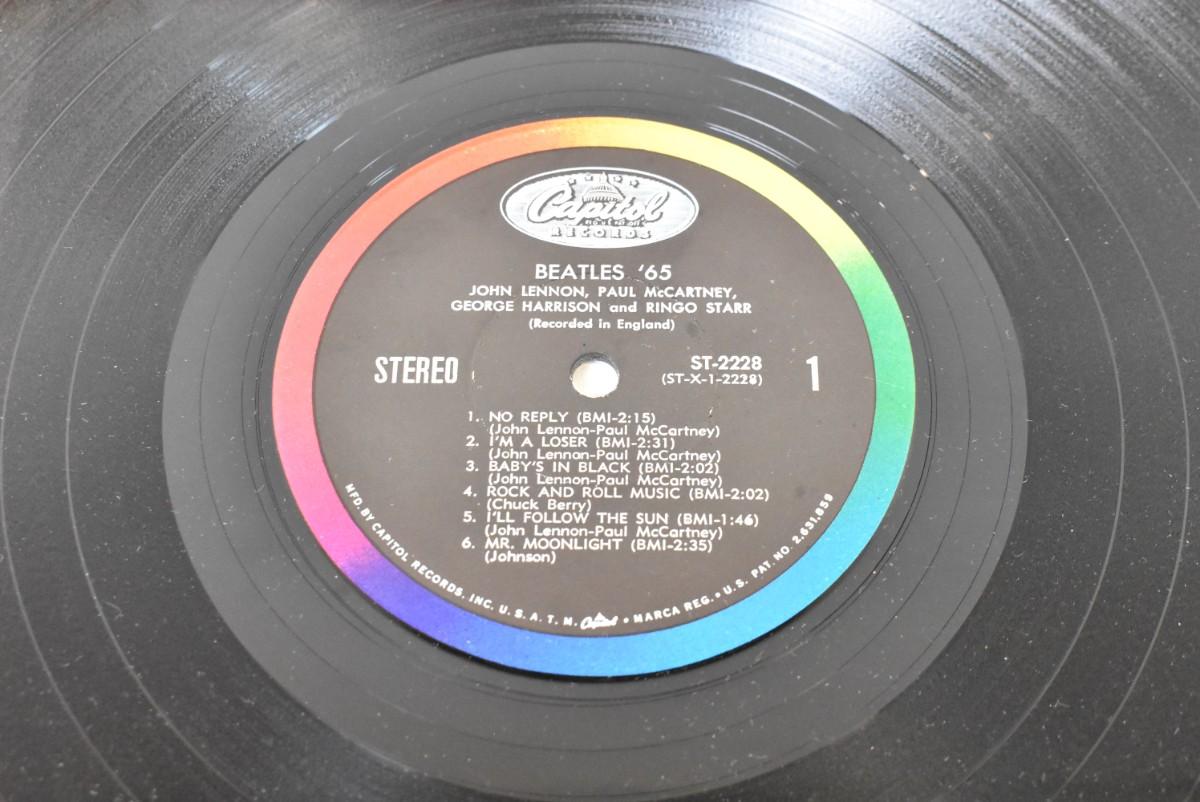 Capitol
RECORDS
BEATLES '65
JOHN LENNON, PAUL McCARTNEY,
GEORGE HARRISON and RINGO STARR
(Recorded in England)
STEREO
ST-2228
(ST-X-1-2228)
1
1. NO REPLY (BMI-2:15)
(John Lennon-Paul McCartney)
2. I'M A LOSER (BMI-2:31)
(John Lennon-Paul McCartney)
3. BABY'S IN BLACK (BMI-2:02)
(John Lennon-Paul McCartney)
4. ROCK AND ROLL MUSIC (BMI-2:02)
(Chuck Berry)
5. I'LL FOLLOW THE SUN (BMI-1:46)
(John Lennon-Paul McCartney)
6. MR. MOONLIGHT (BMI-2:35)
(Johnson)
MFD. BY CAPITOL RECORDS, INC. U. S. A. T. M. Capitol • MARCA REG. • U. S. PAT. NO. 2,631,859